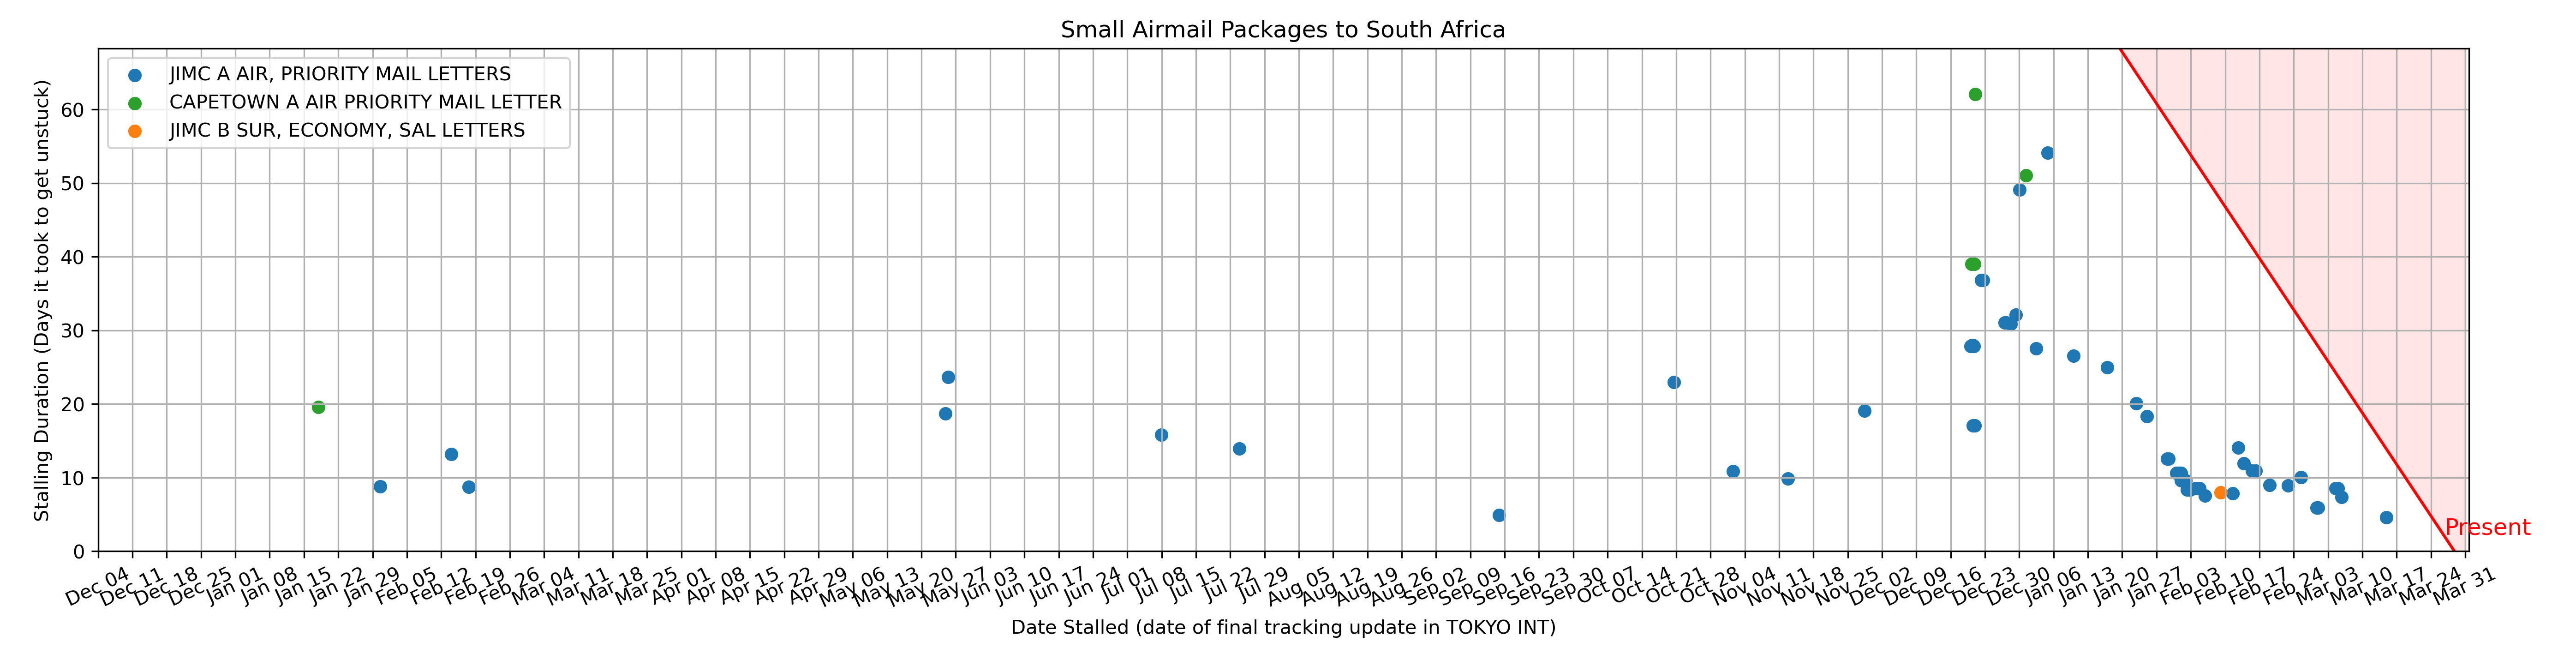 Small Airmail Packages to South Africa
JIMC A AIR, PRIORITY MAIL LETTERS
CAPETOWN A AIR PRIORITY MAIL LETTER
JIMC B SUR, ECONOMY, SAL LETTERS
Stalling Duration (Days it took to get unstuck)
60
50
40
30
20
10
0
Present
Dec 04
Dec 11
Dec 18
Dec 25
Jan 01
Jan 08
Jan 15
Jan 22
Jan 29
Feb 05
Feb 12
Feb 19
Feb 26
Mar 04
Mar 11
Mar 18
Mar 25
Apr 01
Apr 08
Apr 15
Apr 22
Apr 29
May 06
May 13
May 20
May 27
Jun 03
Jun 10
Jun 17
Jun 24
Jul 01
Jul 08
Jul 15
Jul 22
Jul 29
Aug 05
Aug 12
Aug 19
Aug 26
Sep 02
Sep 09
Sep 16
Sep 23
Sep 30
Oct 07
Oct 14
Oct 21
Oct 28
Nov 04
Nov 11
Nov 18
Nov 25
Dec 02
Dec 09
Dec 16
Dec 23
Dec 30
Jan 06
Jan 13
Jan 20
Jan 27
Feb 03
Feb 10
Feb 17
Feb 24
Mar 03
Mar 10
Mar 17
Mar 24
Mar 31
Date Stalled (date of final tracking update in TOKYO INT)